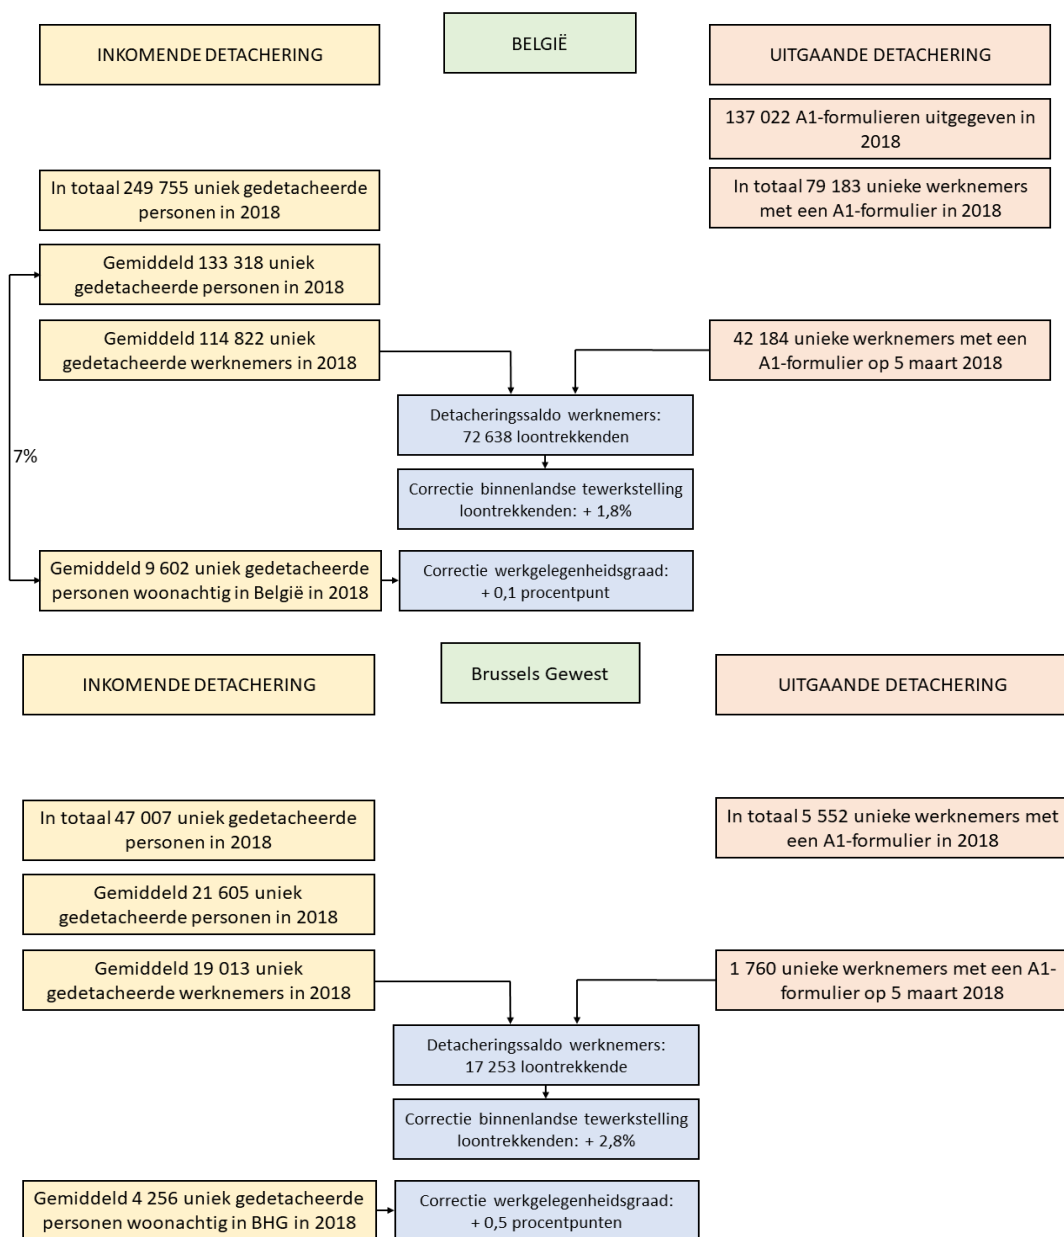 INKOMENDE DETACHERING
BELGIË
UITGAANDE DETACHERING
137 022 A1-formulieren uitgegeven in
2018
In totaal 249 755 uniek gedetacheerde
personen in 2018
In totaal 79 183 unieke werknemers
met een A1-formulier in 2018
Gemiddeld 133 318 uniek
gedetacheerde personen in 2018
Gemiddeld 114 822 uniek
gedetacheerde werknemers in 2018
42 184 unieke werknemers met een
A1-formulier op 5 maart 2018
Detacheringssaldo werknemers:
72 638 loontrekkenden
7%
Correctie binnenlandse tewerkstelling
loontrekkenden: + 1,8%
Gemiddeld 9 602 uniek gedetacheerde
personen woonachtig in België in 2018
Correctie werkgelegenheidsgraad:
+ 0,1 procentpunt
INKOMENDE DETACHERING
Brussels Gewest
UITGAANDE DETACHERING
In totaal 47 007 uniek gedetacheerde
personen in 2018
In totaal 5 552 unieke werknemers met
een A1-formulier in 2018
Gemiddeld 21 605 uniek
gedetacheerde personen in 2018
Gemiddeld 19 013 uniek
gedetacheerde werknemers in 2018
1 760 unieke werknemers met een A1-
formulier op 5 maart 2018
Detacheringssaldo werknemers:
17 253 loontrekkende
Correctie binnenlandse tewerkstelling
loontrekkenden: + 2,8%
Gemiddeld 4 256 uniek gedetacheerde
personen woonachtig in BHG in 2018
Correctie werkgelegenheidsgraad:
+ 0,5 procentpunten